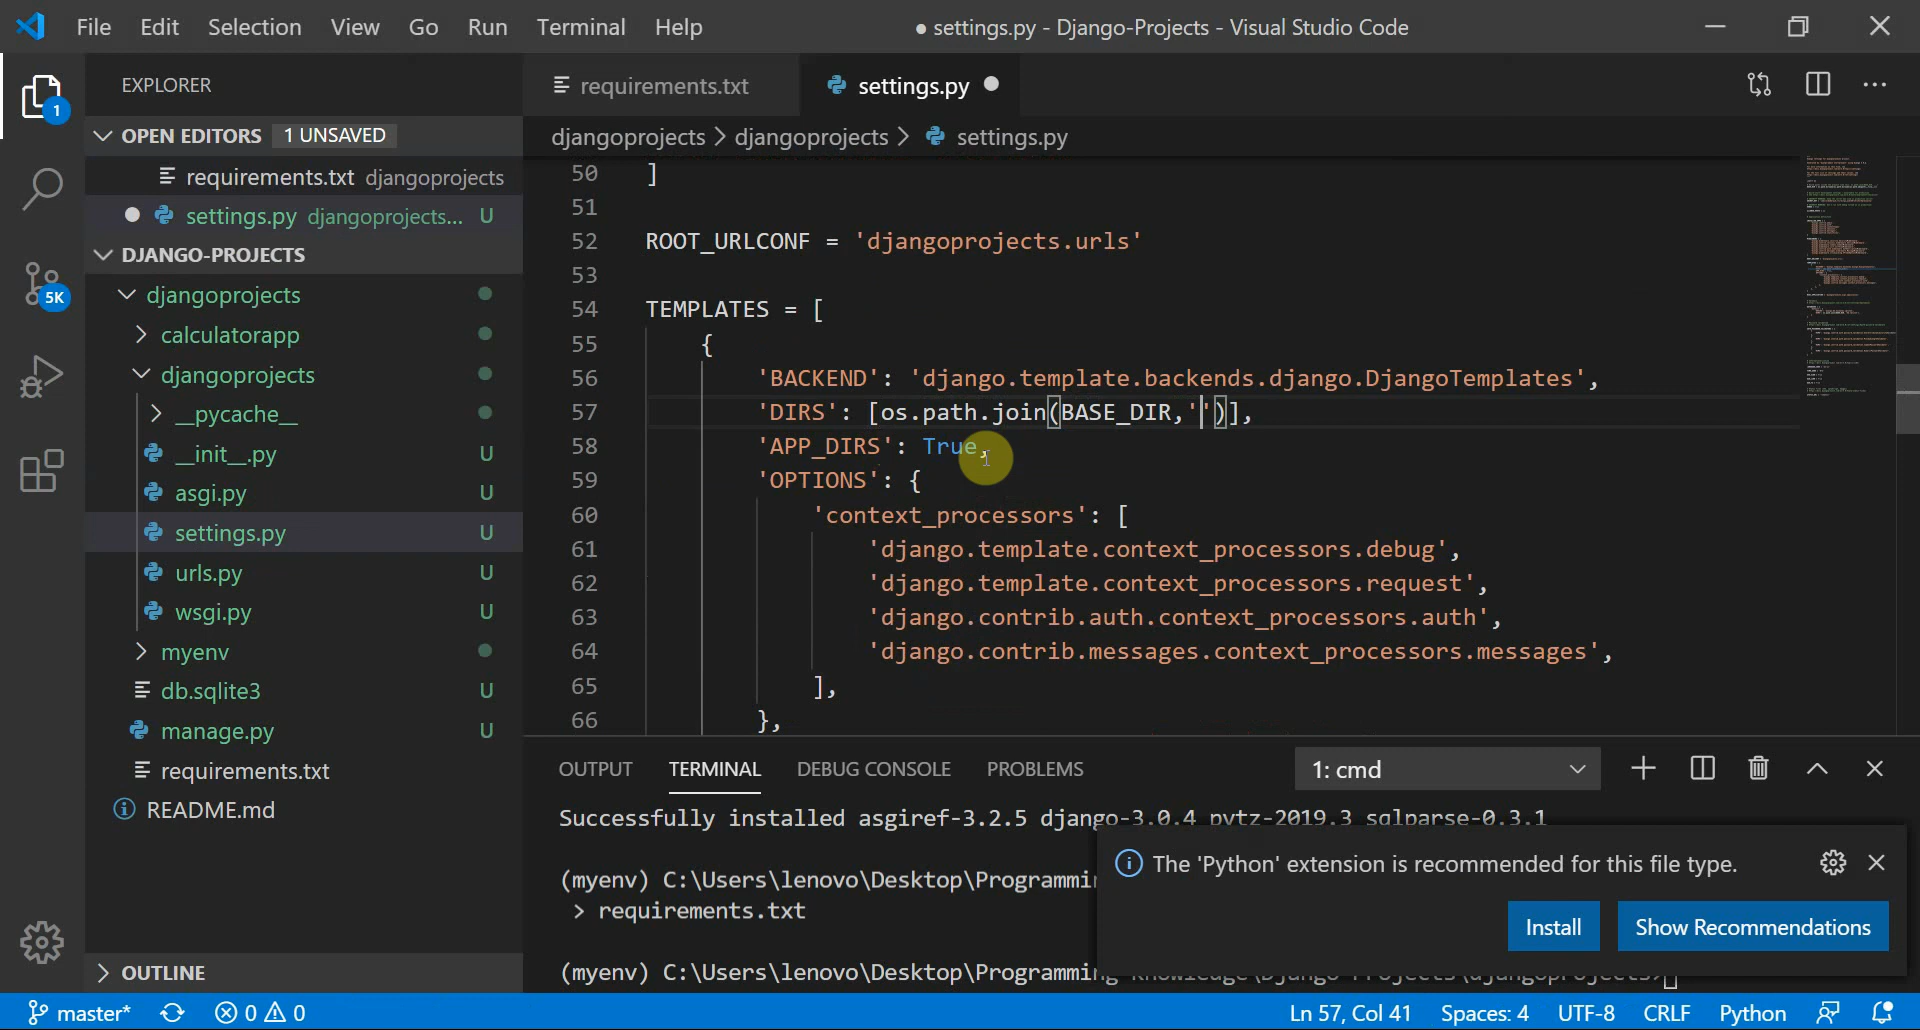 File Edit Selection View Go Run Terminal Help
● settings.py - Django-Projects - Visual Studio Code
EXPLORER
requirements.txt
settings.py
1
OPEN EDITORS 1 UNSAVED
requirements.txt djangoprojects
settings.py djangoprojects... U
DJANGO-PROJECTS
djangoprojects
calculatorapp
djangoprojects
__pycache__
__init__.py U
asgi.py U
settings.py U
urls.py U
wsgi.py U
myenv
db.sqlite3 U
manage.py U
requirements.txt
README.md
OUTLINE
5K
djangoprojects > djangoprojects > settings.py
50 ]
51
52 ROOT_URLCONF = 'djangoprojects.urls'
53
54 TEMPLATES = [
55 {
56 'BACKEND': 'django.template.backends.django.DjangoTemplates',
57 'DIRS': [os.path.join(BASE_DIR,'')],
58 'APP_DIRS': True,
59 'OPTIONS': {
60 'context_processors': [
61 'django.template.context_processors.debug',
62 'django.template.context_processors.request',
63 'django.contrib.auth.context_processors.auth',
64 'django.contrib.messages.context_processors.messages',
65 ],
66 },
OUTPUT TERMINAL DEBUG CONSOLE PROBLEMS
1: cmd
Successfully installed asgiref-3.2.5 django-3.0.4 pytz-2019.3 sqlparse-0.3.1
(myenv) C:\Users\lenovo\Desktop\Programmin
> requirements.txt
(myenv) C:\Users\lenovo\Desktop\Programming Knowledge\Django-Projects\djangoprojects>
The 'Python' extension is recommended for this file type.
Install
Show Recommendations
master*
0 0
Ln 57, Col 41 Spaces: 4 UTF-8 CRLF Python